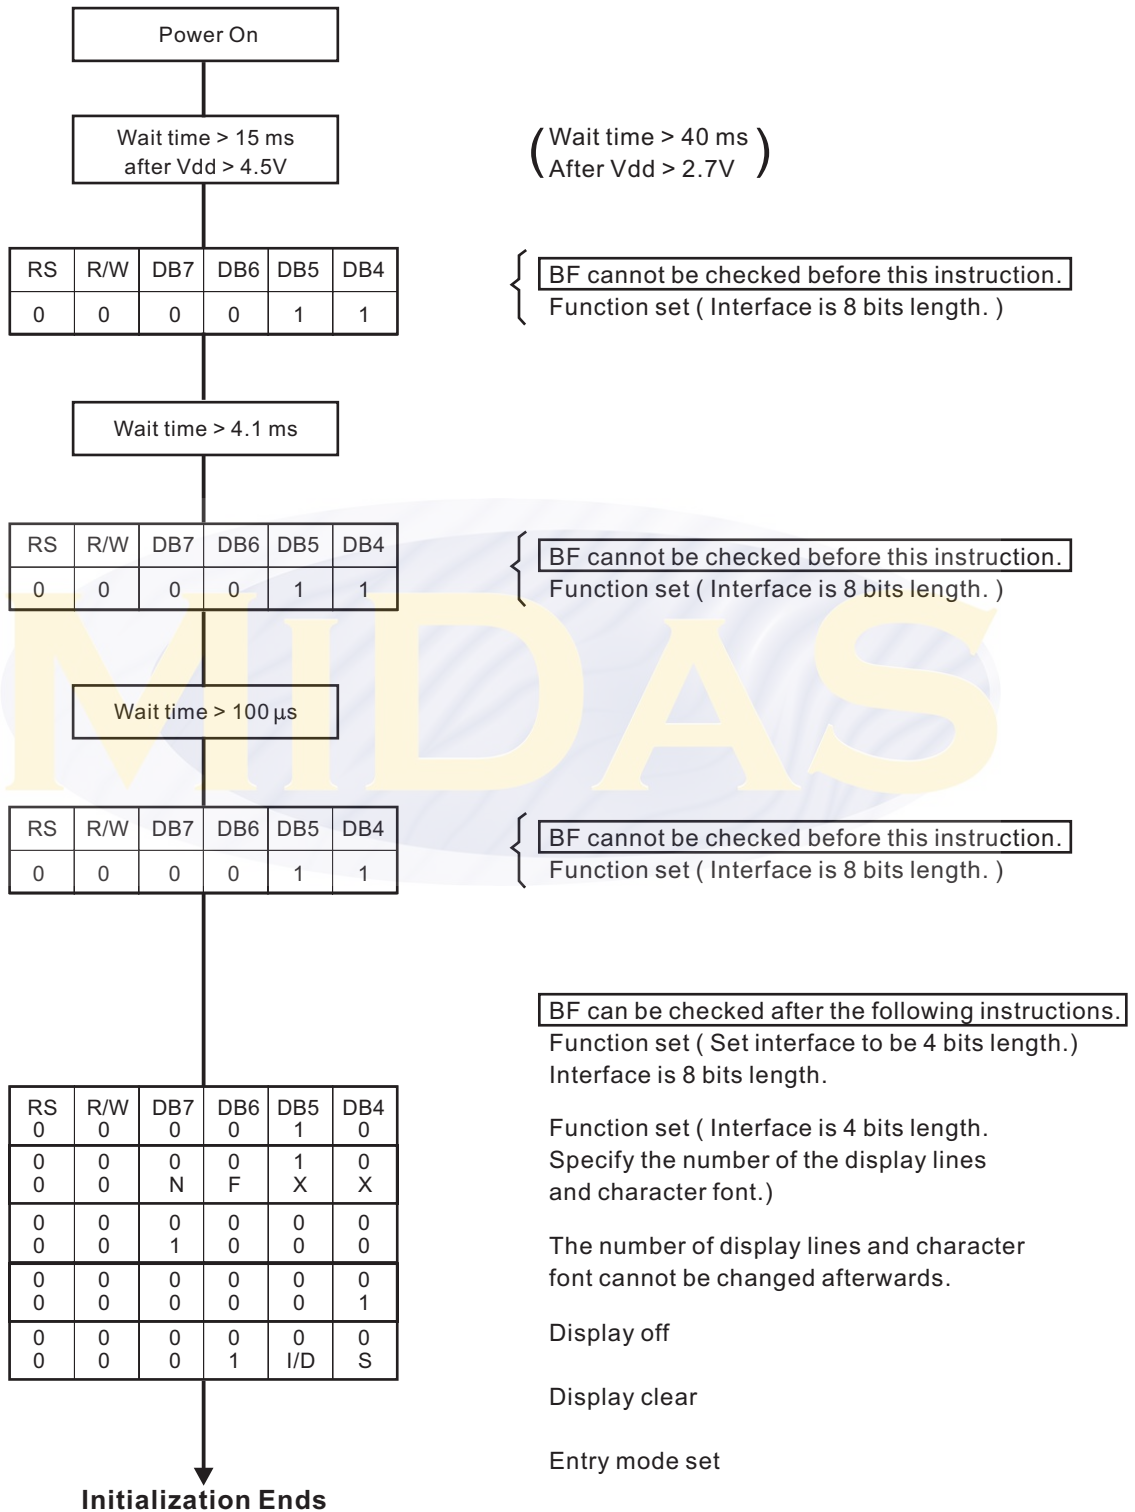 Power On
Wait time > 15 ms
after Vdd > 4.5V
(Wait time > 40 ms
After Vdd > 2.7V)
RS R/W DB7 DB6 DB5 DB4
0 0 0 0 1 1
BF cannot be checked before this instruction.
Function set ( Interface is 8 bits length. )
Wait time > 4.1 ms
RS R/W DB7 DB6 DB5 DB4
0 0 0 0 1 1
BF cannot be checked before this instruction.
Function set ( Interface is 8 bits length. )
MIDAS
Wait time > 100 µs
RS R/W DB7 DB6 DB5 DB4
0 0 0 0 1 1
BF cannot be checked before this instruction.
Function set ( Interface is 8 bits length. )
BF can be checked after the following instructions.
Function set ( Set interface to be 4 bits length.)
Interface is 8 bits length.
RS R/W DB7 DB6 DB5 DB4
0 0 0 0 1 0
0 0 0 0 1 0
0 0 N F X X
0 0 0 0 0 0
0 0 1 0 0 0
0 0 0 0 0 0
0 0 0 0 0 1
0 0 0 0 0 0
0 0 0 1 I/D S
Function set ( Interface is 4 bits length.
Specify the number of the display lines
and character font.)
The number of display lines and character
font cannot be changed afterwards.
Display off
Display clear
Entry mode set
Initialization Ends